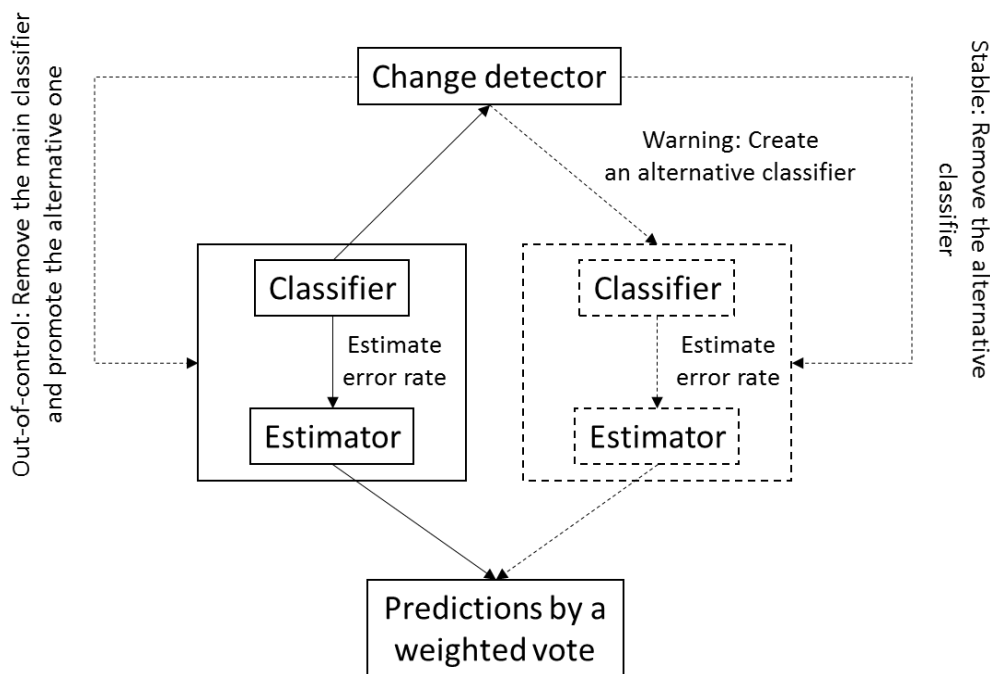 Change detector
Out-of-control: Remove the main classifier
and promote the alternative one
Warning: Create
an alternative classifier
Stable: Remove the alternative
classifier
Classifier
Estimate
error rate
Estimator
Classifier
Estimate
error rate
Estimator
Predictions by a
weighted vote